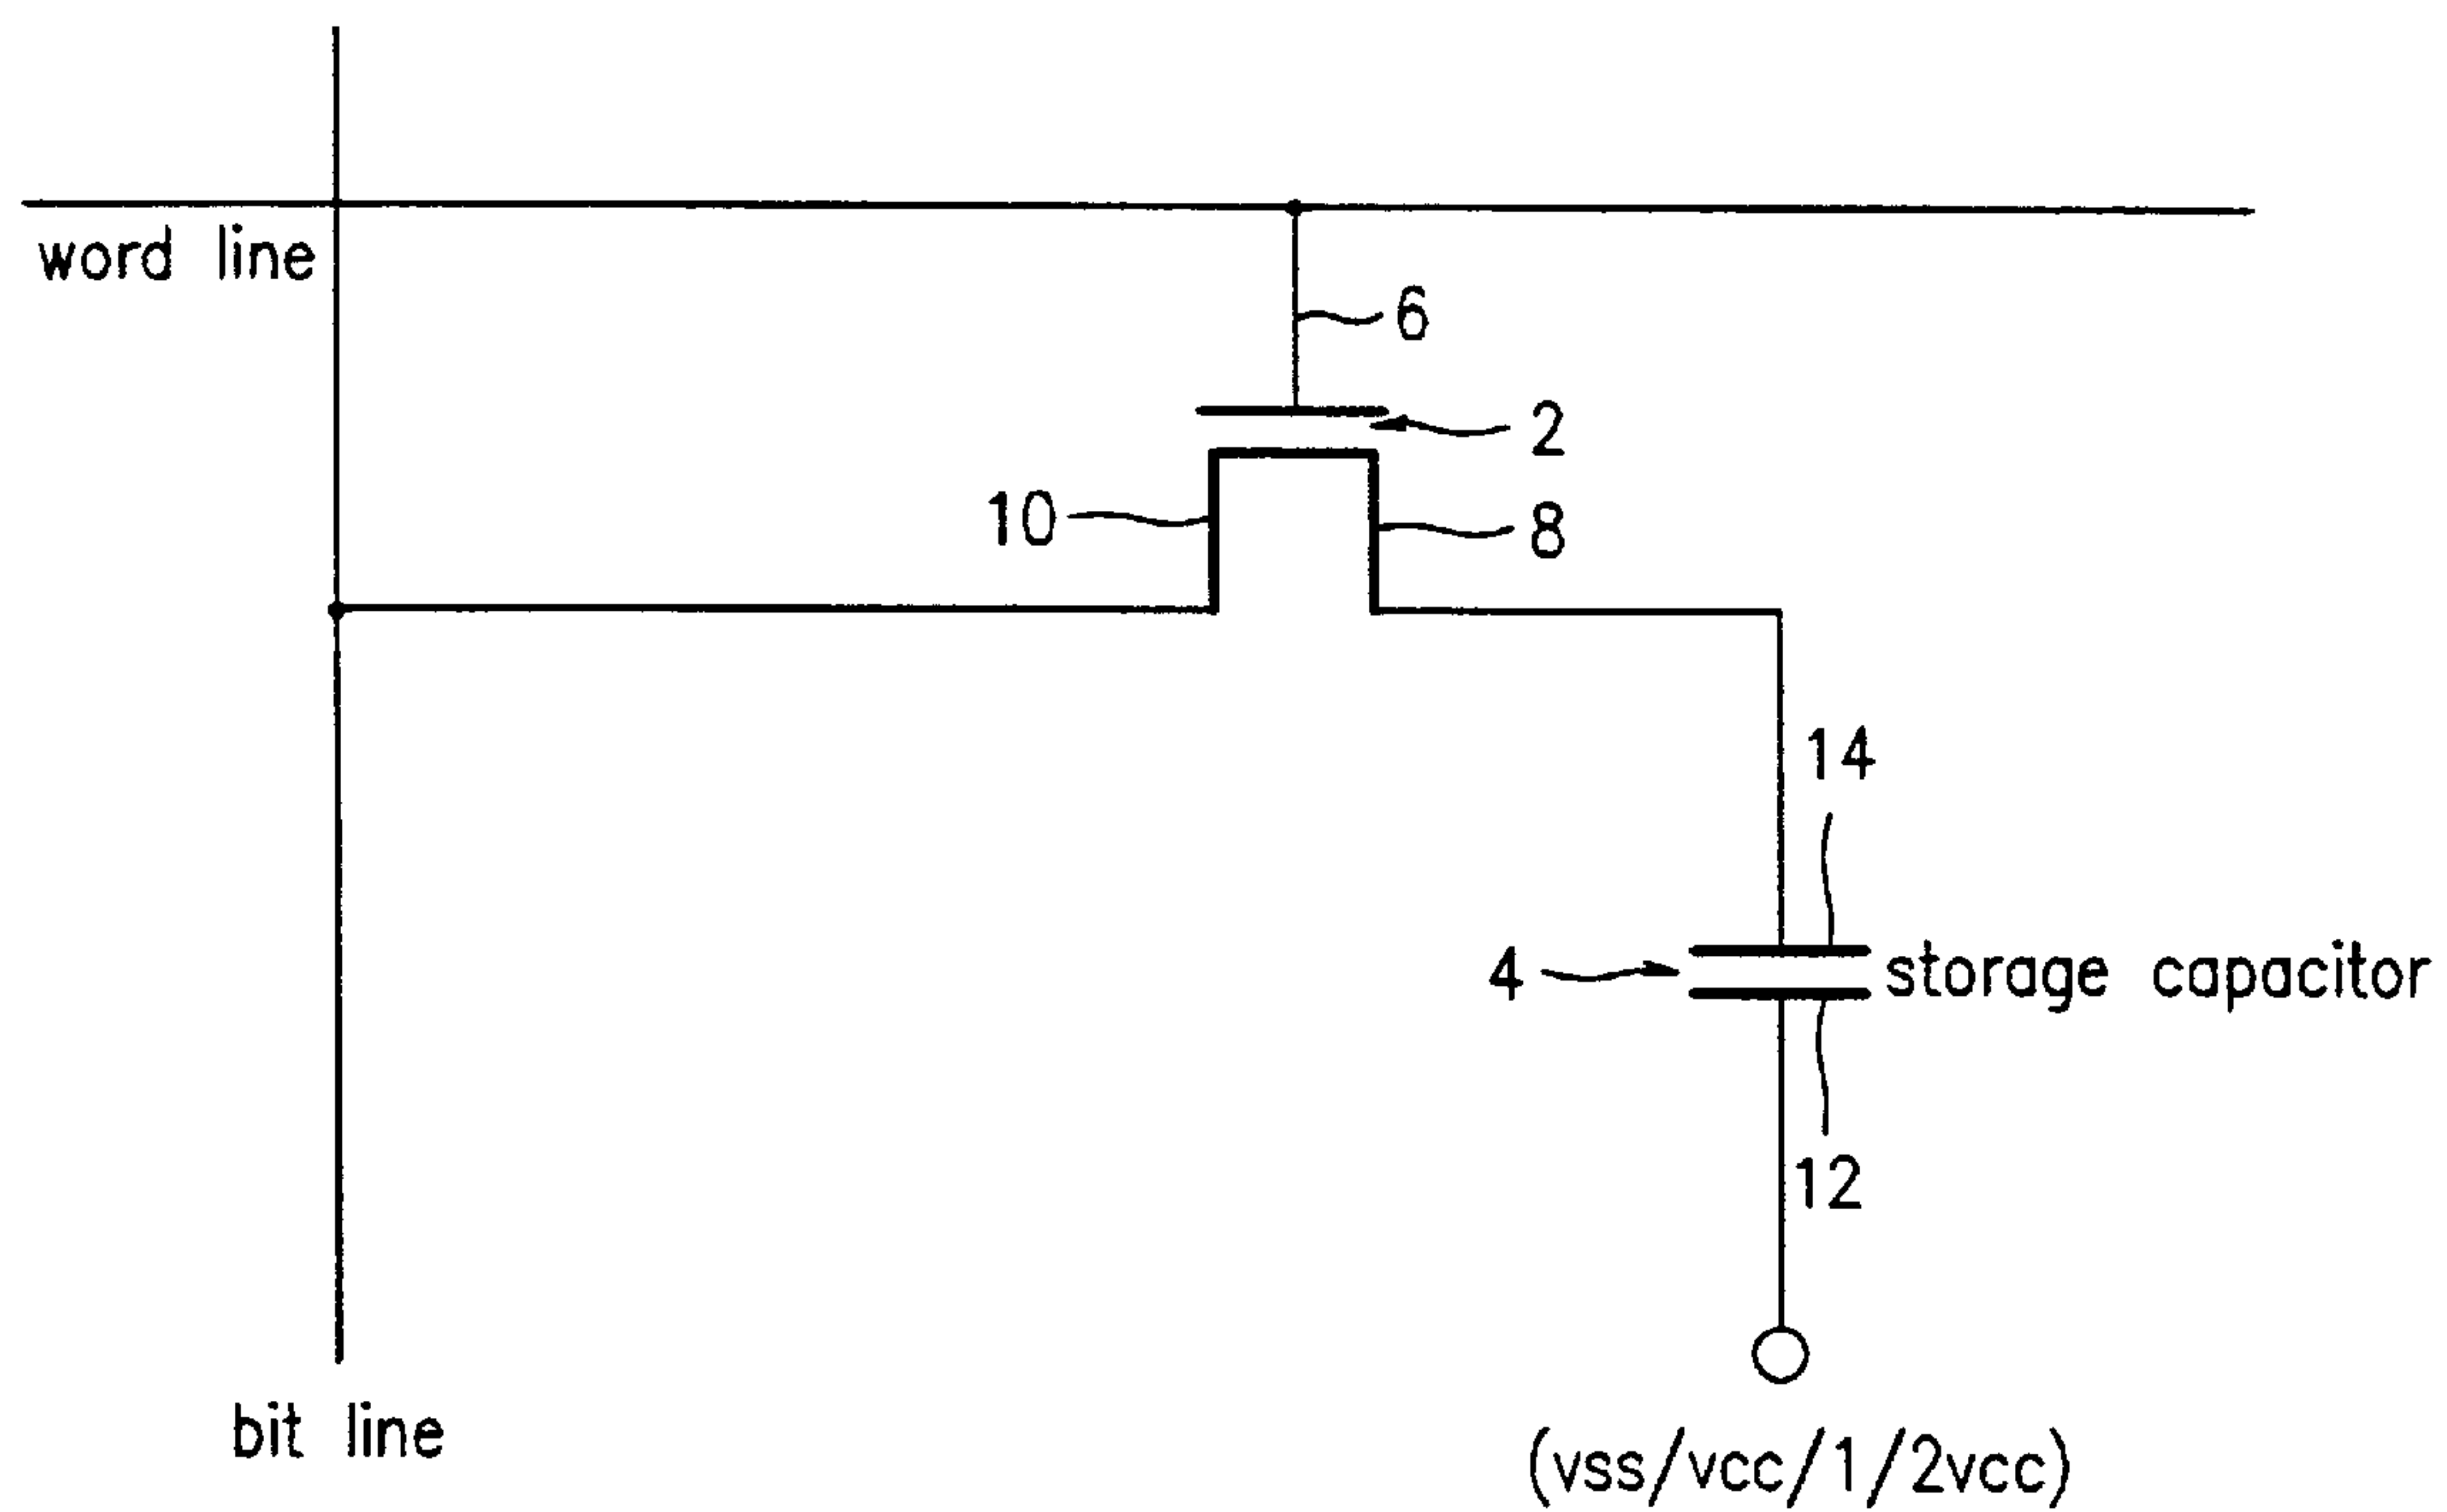 word line
6
2
10
8
14
4
storage capacitor
12
bit line
(vss/vcc/1/2vcc)